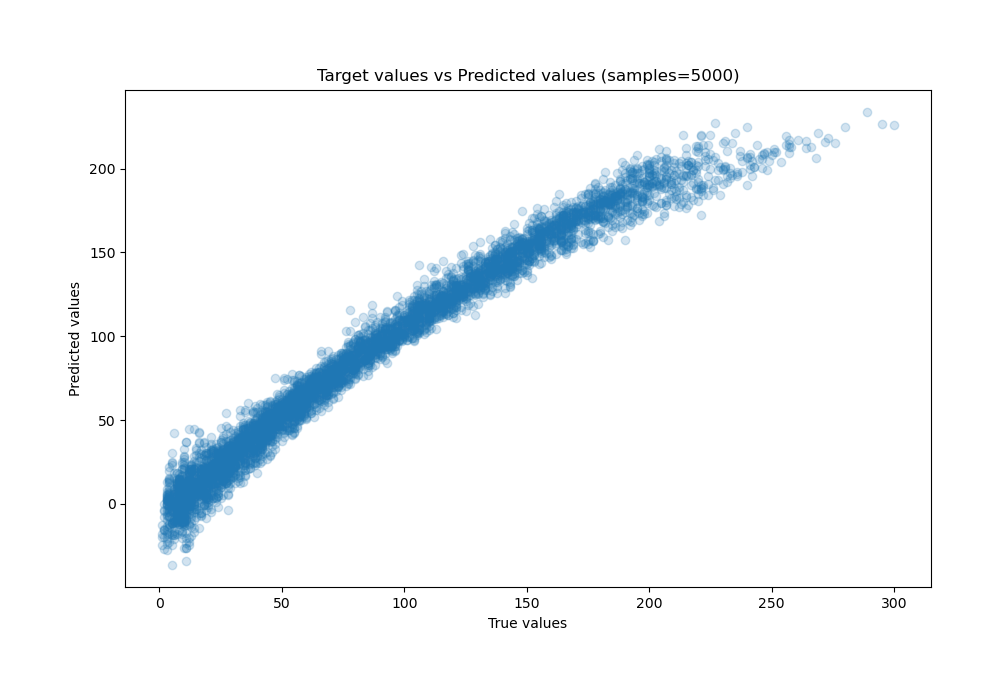 Target values vs Predicted values (samples=5000)
Predicted values
200
150
100
50
0
0 50 100 150 200 250 300
True values